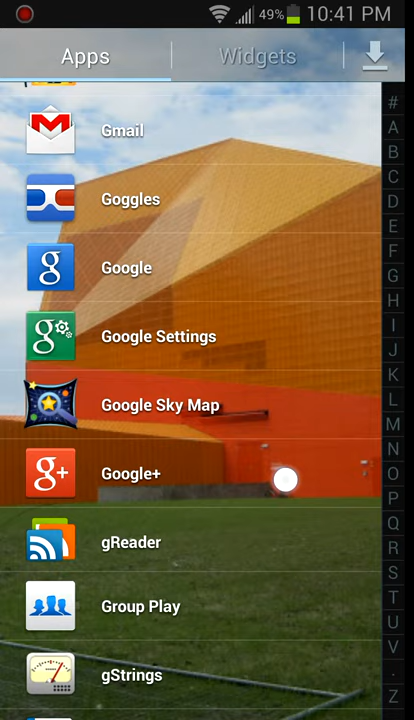 49% 10:41 PM
Apps Widgets
Gmail
Goggles
g Google
g Google Settings
Google Sky Map
g+ Google+
gReader
Group Play
gStrings
#
A
B
C
D
E
F
G
H
I
J
K
L
M
N
O
P
Q
R
S
T
U
V
.
Z